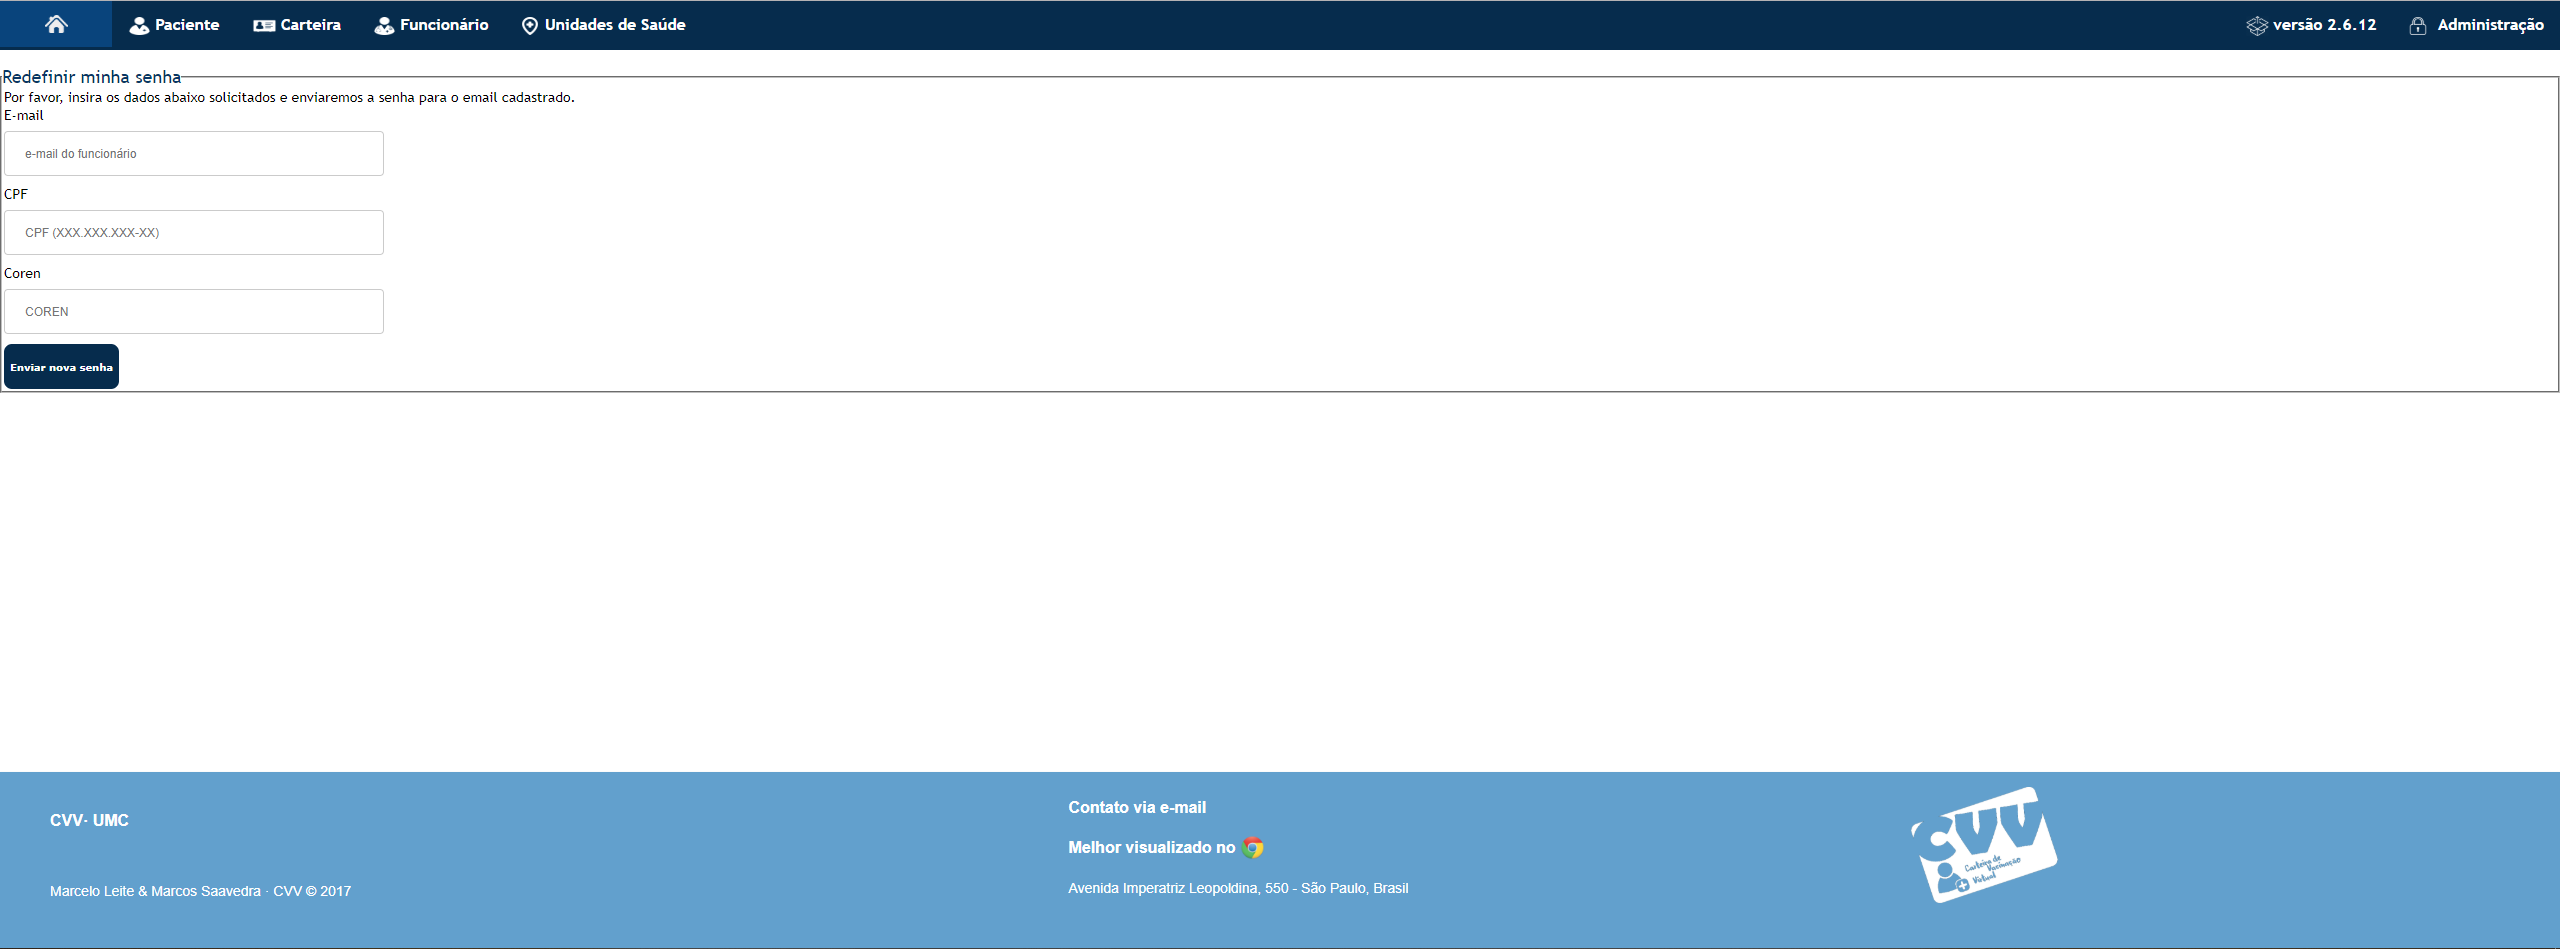 Paciente Carteira Funcionário Unidades de Saúde versão 2.6.12 Administração
Redefinir minha senha
Por favor, insira os dados abaixo solicitados e enviaremos a senha para o email cadastrado.
E-mail
e-mail do funcionário
CPF
CPF (XXX.XXX.XXX-XX)
Coren
COREN
Enviar nova senha
CVV· UMC
Marcelo Leite & Marcos Saavedra · CVV © 2017
Contato via e-mail
Melhor visualizado no
Avenida Imperatriz Leopoldina, 550 - São Paulo, Brasil
CVV
Carteira de
Vacinação
Virtual